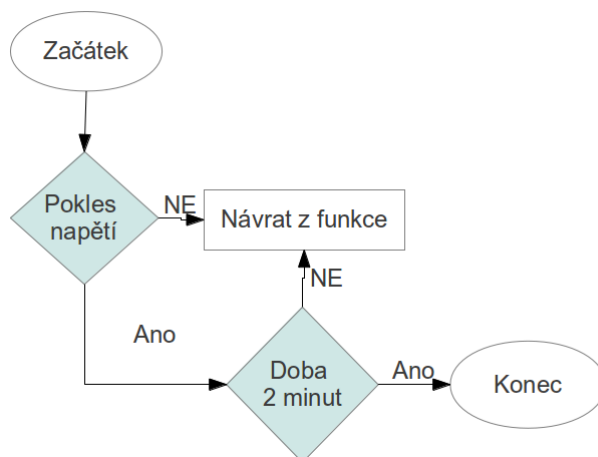 Začátek
Pokles
napětí
NE
Návrat z funkce
NE
Ano
Doba
2 minut
Ano
Konec